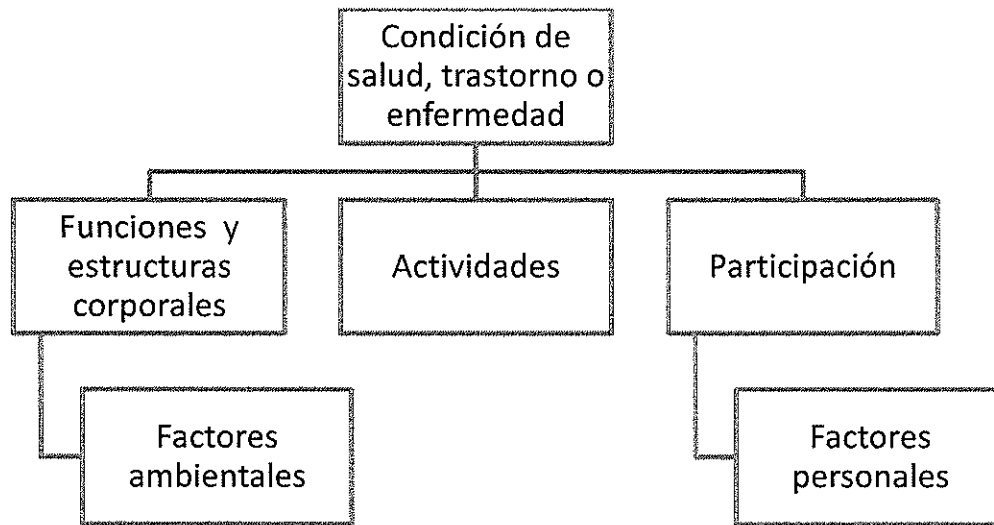 Condición de
salud, trastorno o
enfermedad
Funciones y
estructuras
corporales
Actividades
Participación
Factores
ambientales
Factores
personales